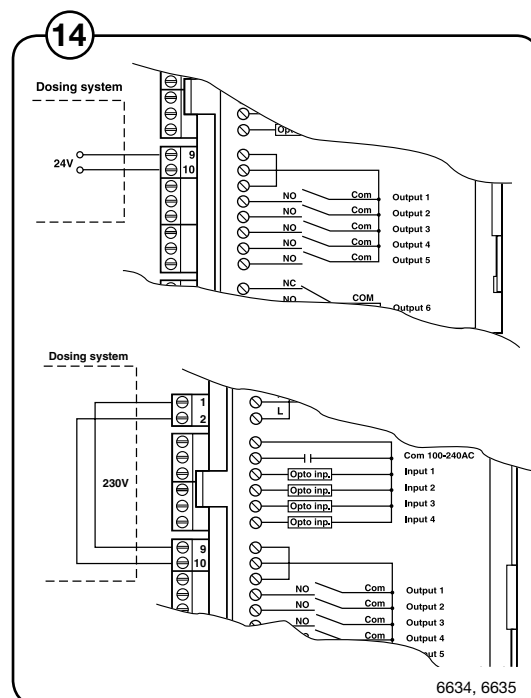 14
Dosing system
24V
9
10
NO Com Output 1
NO Com Output 2
NO Com Output 3
NO Com Output 4
NO Com Output 5
NC
NO COM Output 6
Dosing system
230V
1
2
L
Com 100-240AC
Opto inp. Input 1
Opto inp. Input 2
Opto inp. Input 3
Opto inp. Input 4
9
10
NO Com Output 1
NO Com Output 2
NO Com Output 3
Com Output 4
6634, 6635